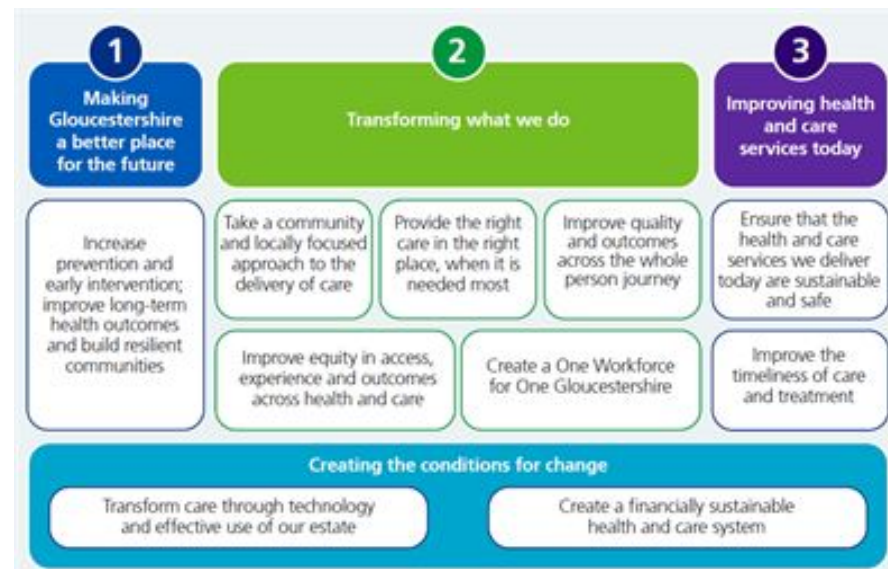 1
Making
Gloucestershire
a better place
for the future
Increase
prevention and
early intervention;
improve long-term
health outcomes
and build resilient
communities
2
Transforming what we do
Take a community
and locally focused
approach to the
delivery of care
Provide the right
care in the right
place, when it is
needed most
Improve quality
and outcomes
across the whole
person journey
Improve equity in access,
experience and outcomes
across health and care
Create a One Workforce
for One Gloucestershire
3
Improving health
and care
services today
Ensure that the
health and care
services we deliver
today are sustainable
and safe
Improve the
timeliness of care
and treatment
Creating the conditions for change
Transform care through technology
and effective use of our estate
Create a financially sustainable
health and care system